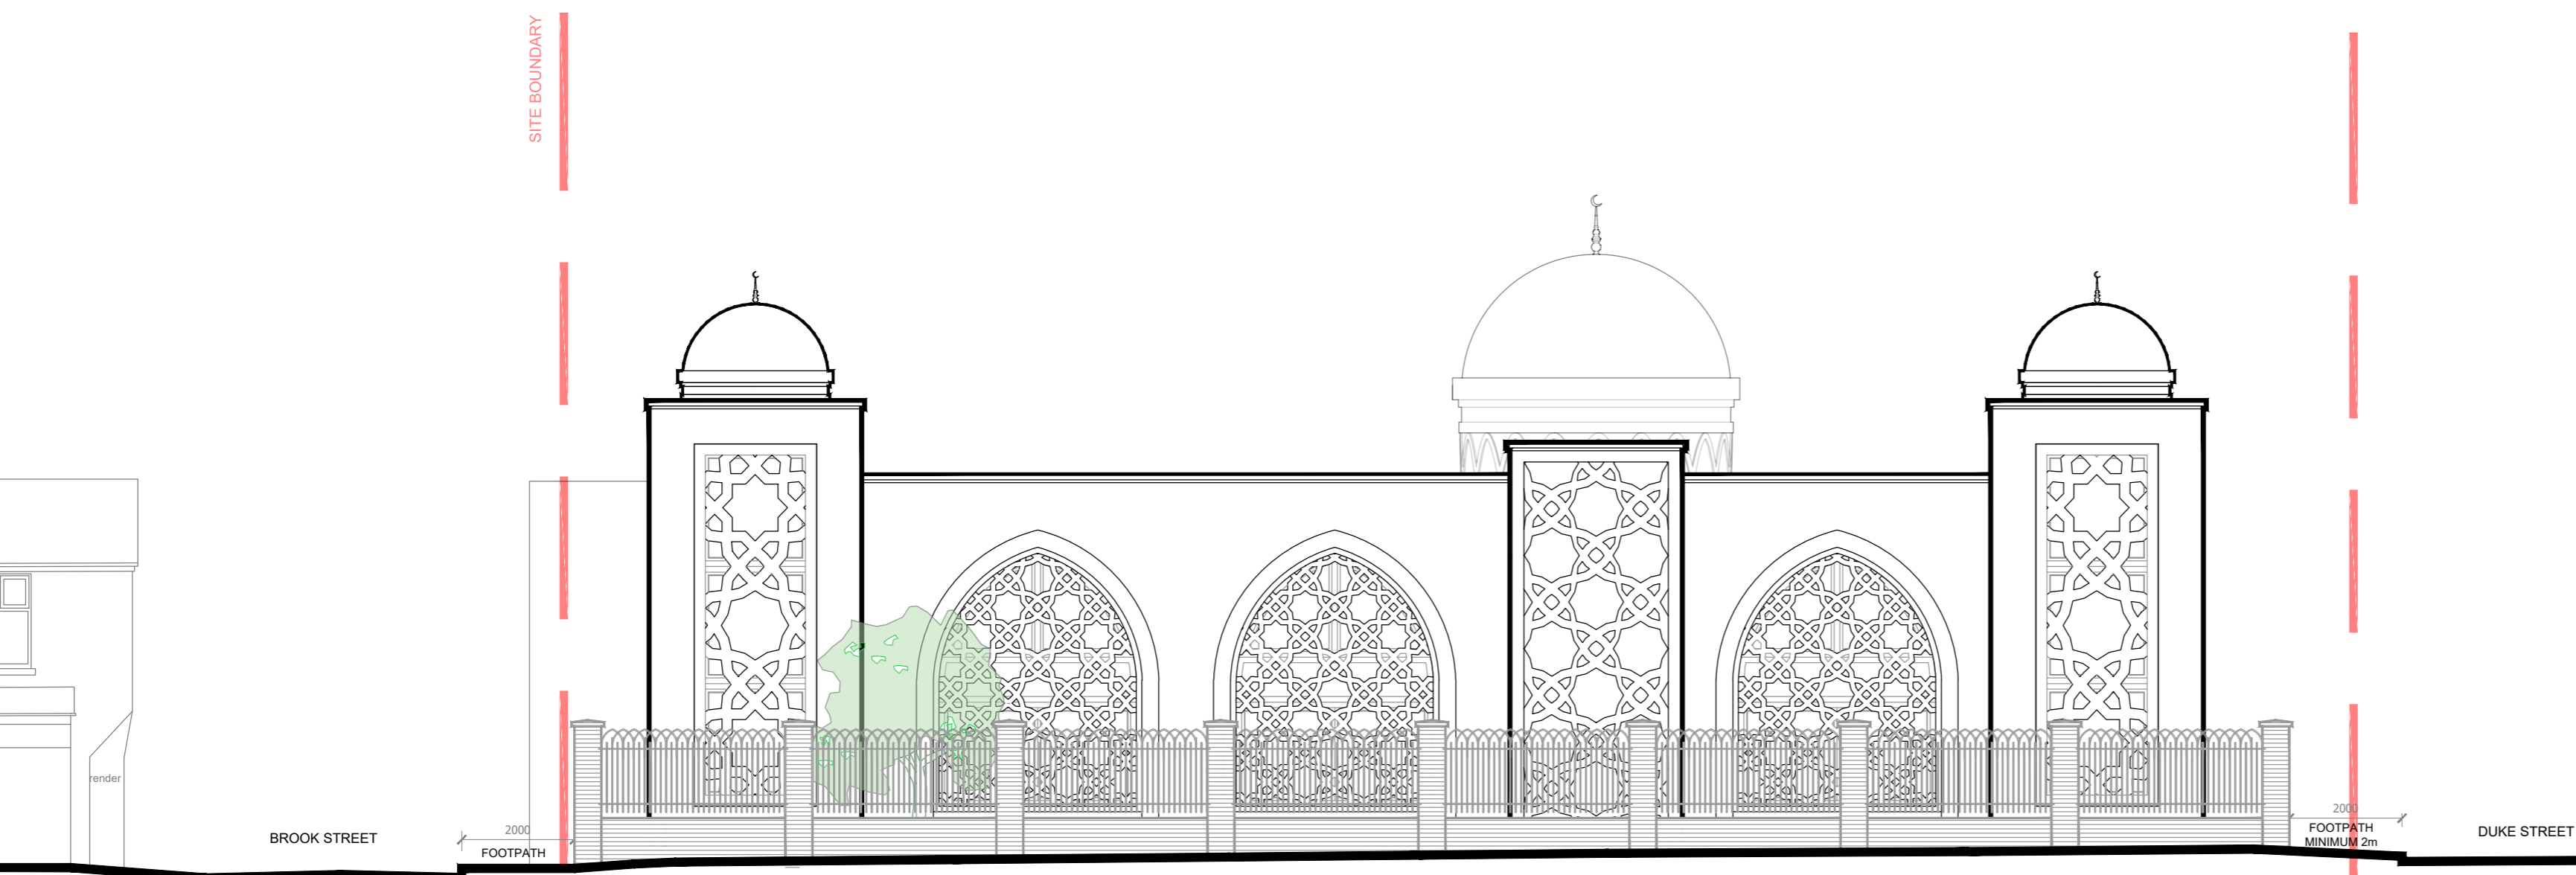 SITE BOUNDARY
render
BROOK STREET
2000
FOOTPATH
2000
FOOTPATH
MINIMUM 2m
DUKE STREET